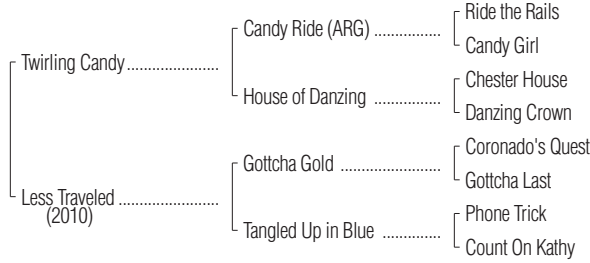 Ride the Rails
Candy Ride (ARG) ................
Candy Girl
Twirling Candy......................
Chester House
House of Danzing ................
Danzing Crown
Coronado's Quest
Gottcha Gold ........................
Gottcha Last
Less Traveled ........................
(2010)
Phone Trick
Tangled Up in Blue ..............
Count On Kathy